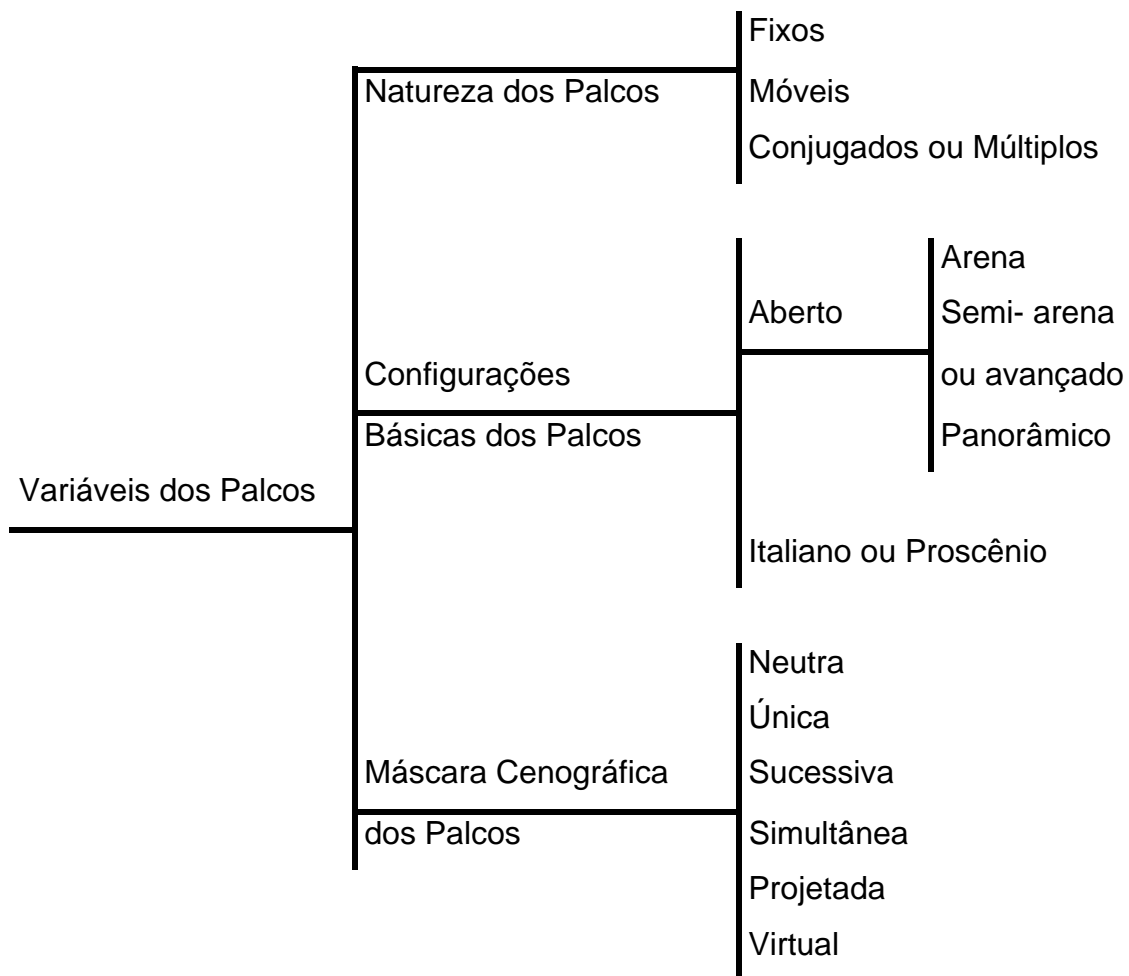 Fixos
Natureza dos Palcos
Móveis
Conjugados ou Múltiplos
Arena
Aberto
Semi- arena
Configurações
ou avançado
Básicas dos Palcos
Panorâmico
Variáveis dos Palcos
Italiano ou Proscênio
Neutra
Única
Máscara Cenográfica
Sucessiva
dos Palcos
Simultânea
Projetada
Virtual